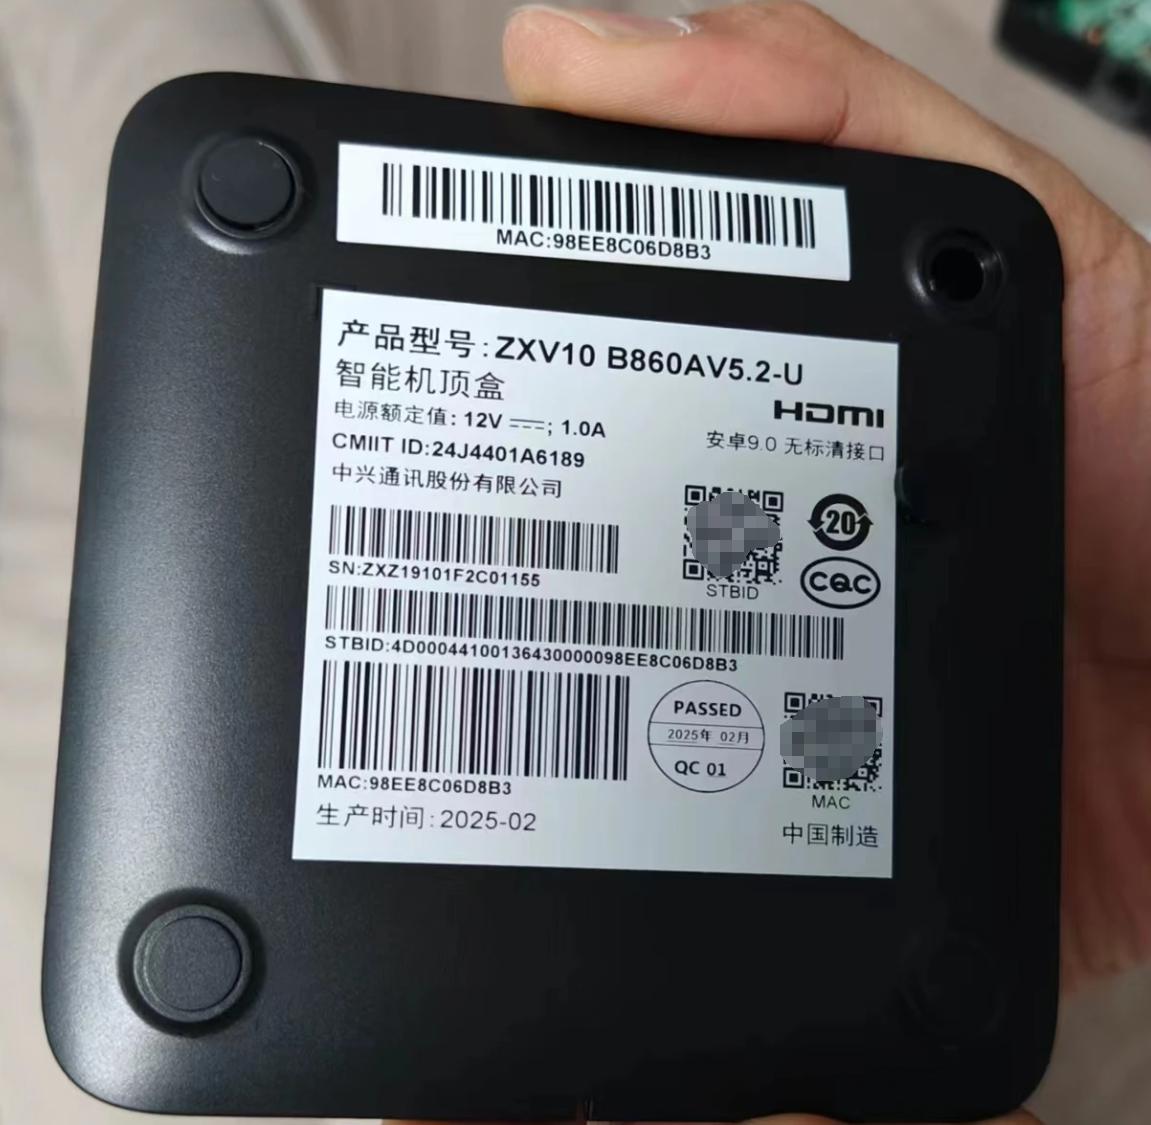 MAC:98EE8C06D8B3
产品型号:ZXV10 B860AV5.2-U
智能机顶盒
HDMI
电源额定值: 12V ⎓; 1.0A
安卓9.0 无标清接口
CMIIT ID:24J4401A6189
中兴通讯股份有限公司
20
CQC
SN:ZXZ19101F2C01155
STBID
STBID:4D00044100136430000098EE8C06D8B3
PASSED
2025年 02月
QC 01
MAC:98EE8C06D8B3
MAC
生产时间:2025-02
中国制造